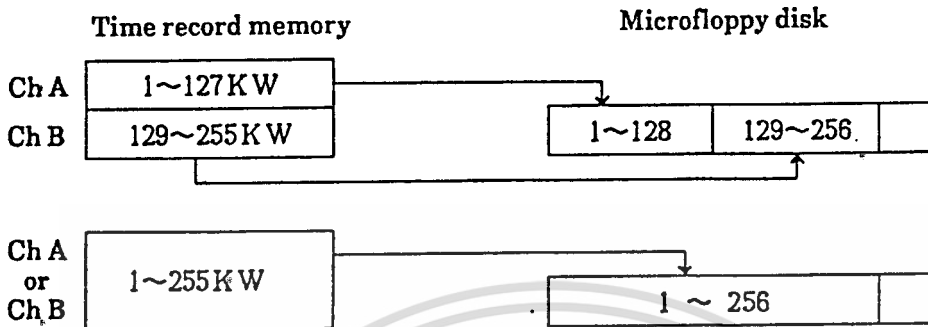 Time record memory
Microfloppy disk
Ch A
1~127KW
Ch B
129~255KW
1~128
129~256
Ch A
or
Ch B
1~255KW
1 ~ 256